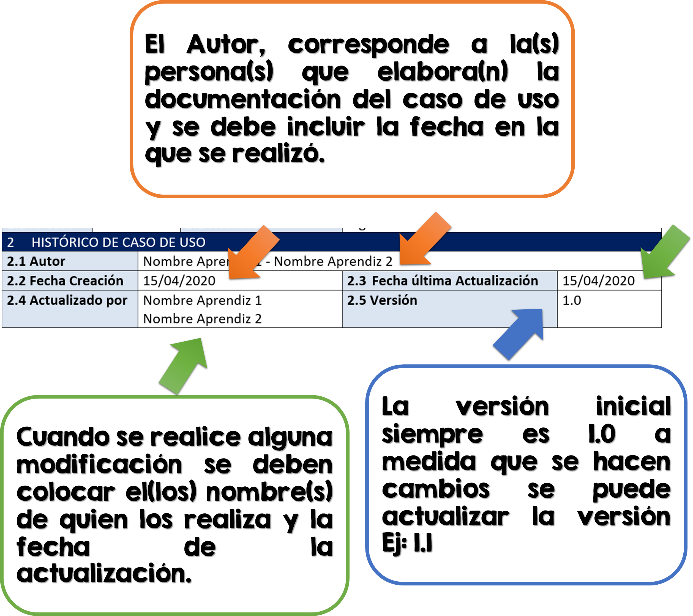 El Autor, corresponde a la(s)
persona(s) que elabora(n) la
documentación del caso de uso
y se debe incluir la fecha en la
que se realizó.
2 HISTÓRICO DE CASO DE USO
2.1 Autor Nombre Aprendiz 1 - Nombre Aprendiz 2
2.2 Fecha Creación 15/04/2020 2.3 Fecha última Actualización 15/04/2020
2.4 Actualizado por Nombre Aprendiz 1 2.5 Versión 1.0
Nombre Aprendiz 2
Cuando se realice alguna
modificación se deben
colocar el(los) nombre(s)
de quien los realiza y la
fecha de la
actualización.
La versión inicial
siempre es 1.0 a
medida que se hacen
cambios se puede
actualizar la versión
Ej: 1.1